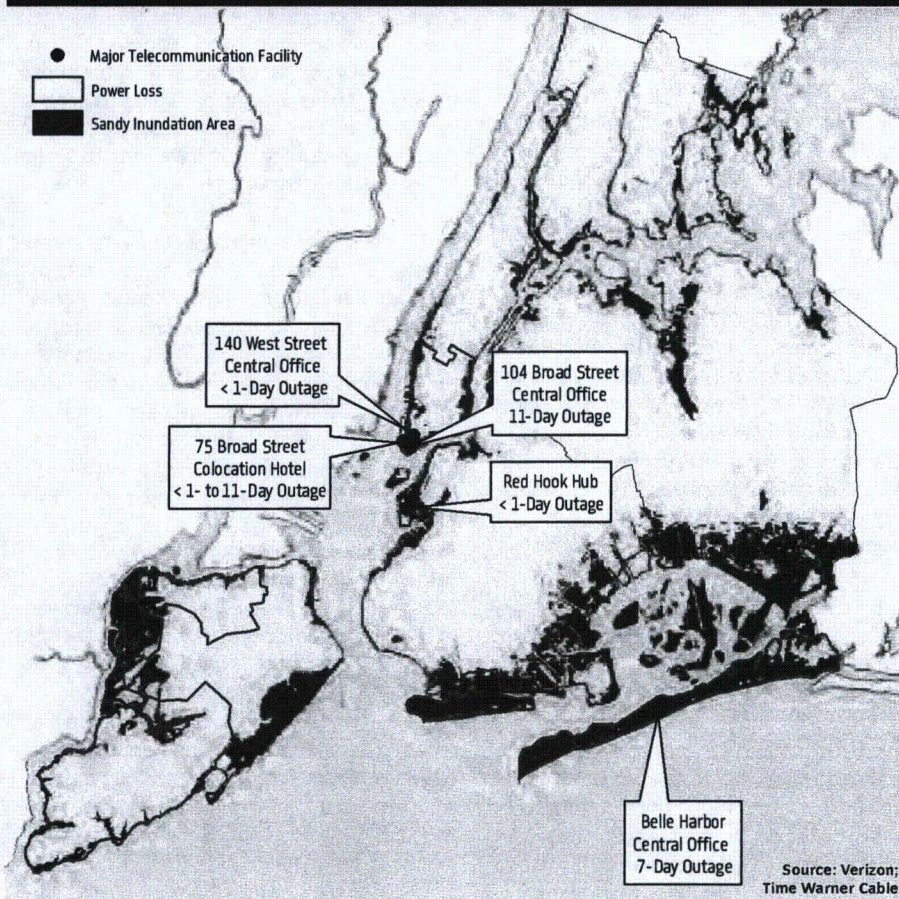 Major Telecommunication Facility
Power Loss
Sandy Inundation Area
140 West Street
Central Office
< 1-Day Outage
104 Broad Street
Central Office
11-Day Outage
75 Broad Street
Colocation Hotel
< 1- to 11-Day Outage
Red Hook Hub
< 1-Day Outage
Belle Harbor
Central Office
7-Day Outage
Source: Verizon;
Time Warner Cable